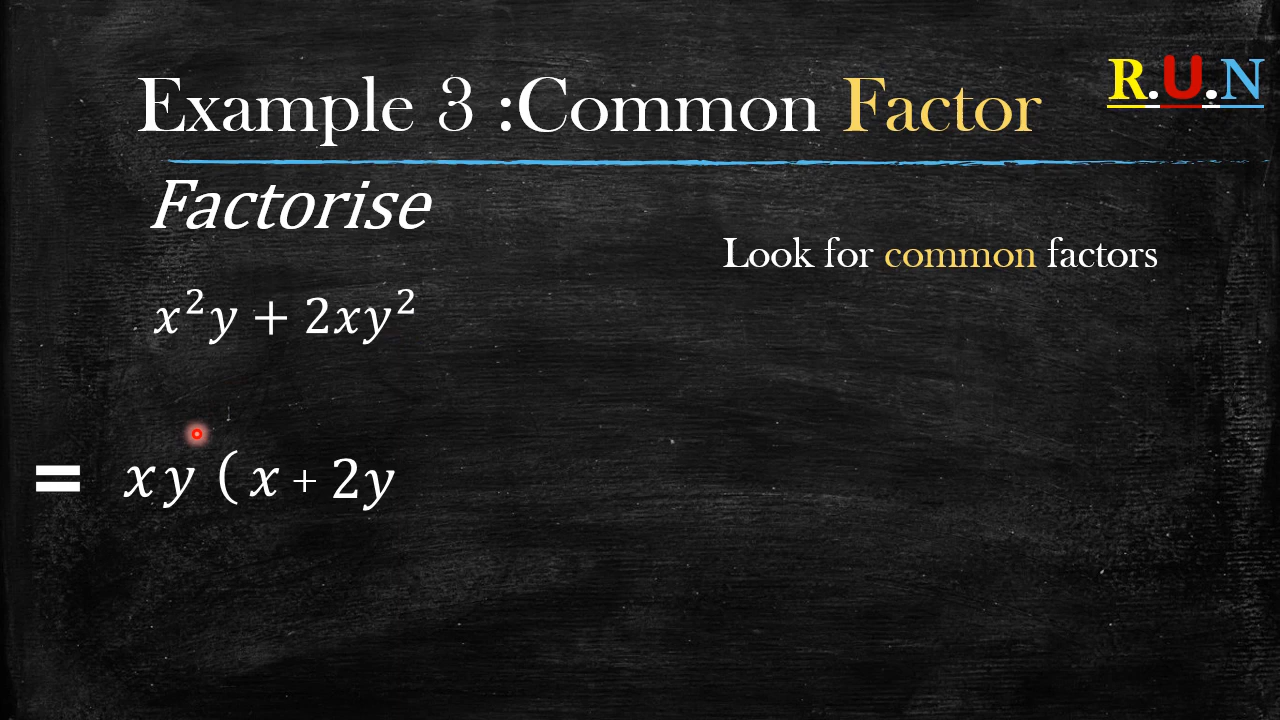 Example 3 :Common Factor
R.U.N
Factorise
Look for common factors
x²y + 2xy²
= xy ( x + 2y